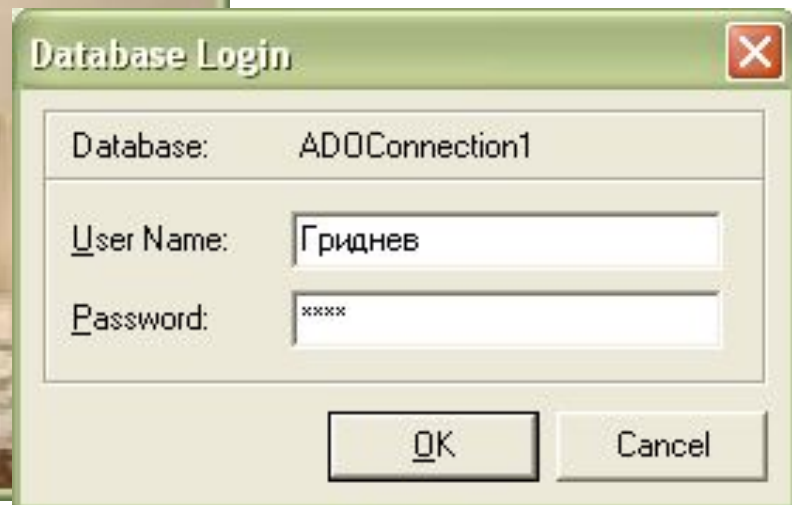 Database Login
Database: ADOConnection1
User Name: Гриднев
Password: ****
OK Cancel